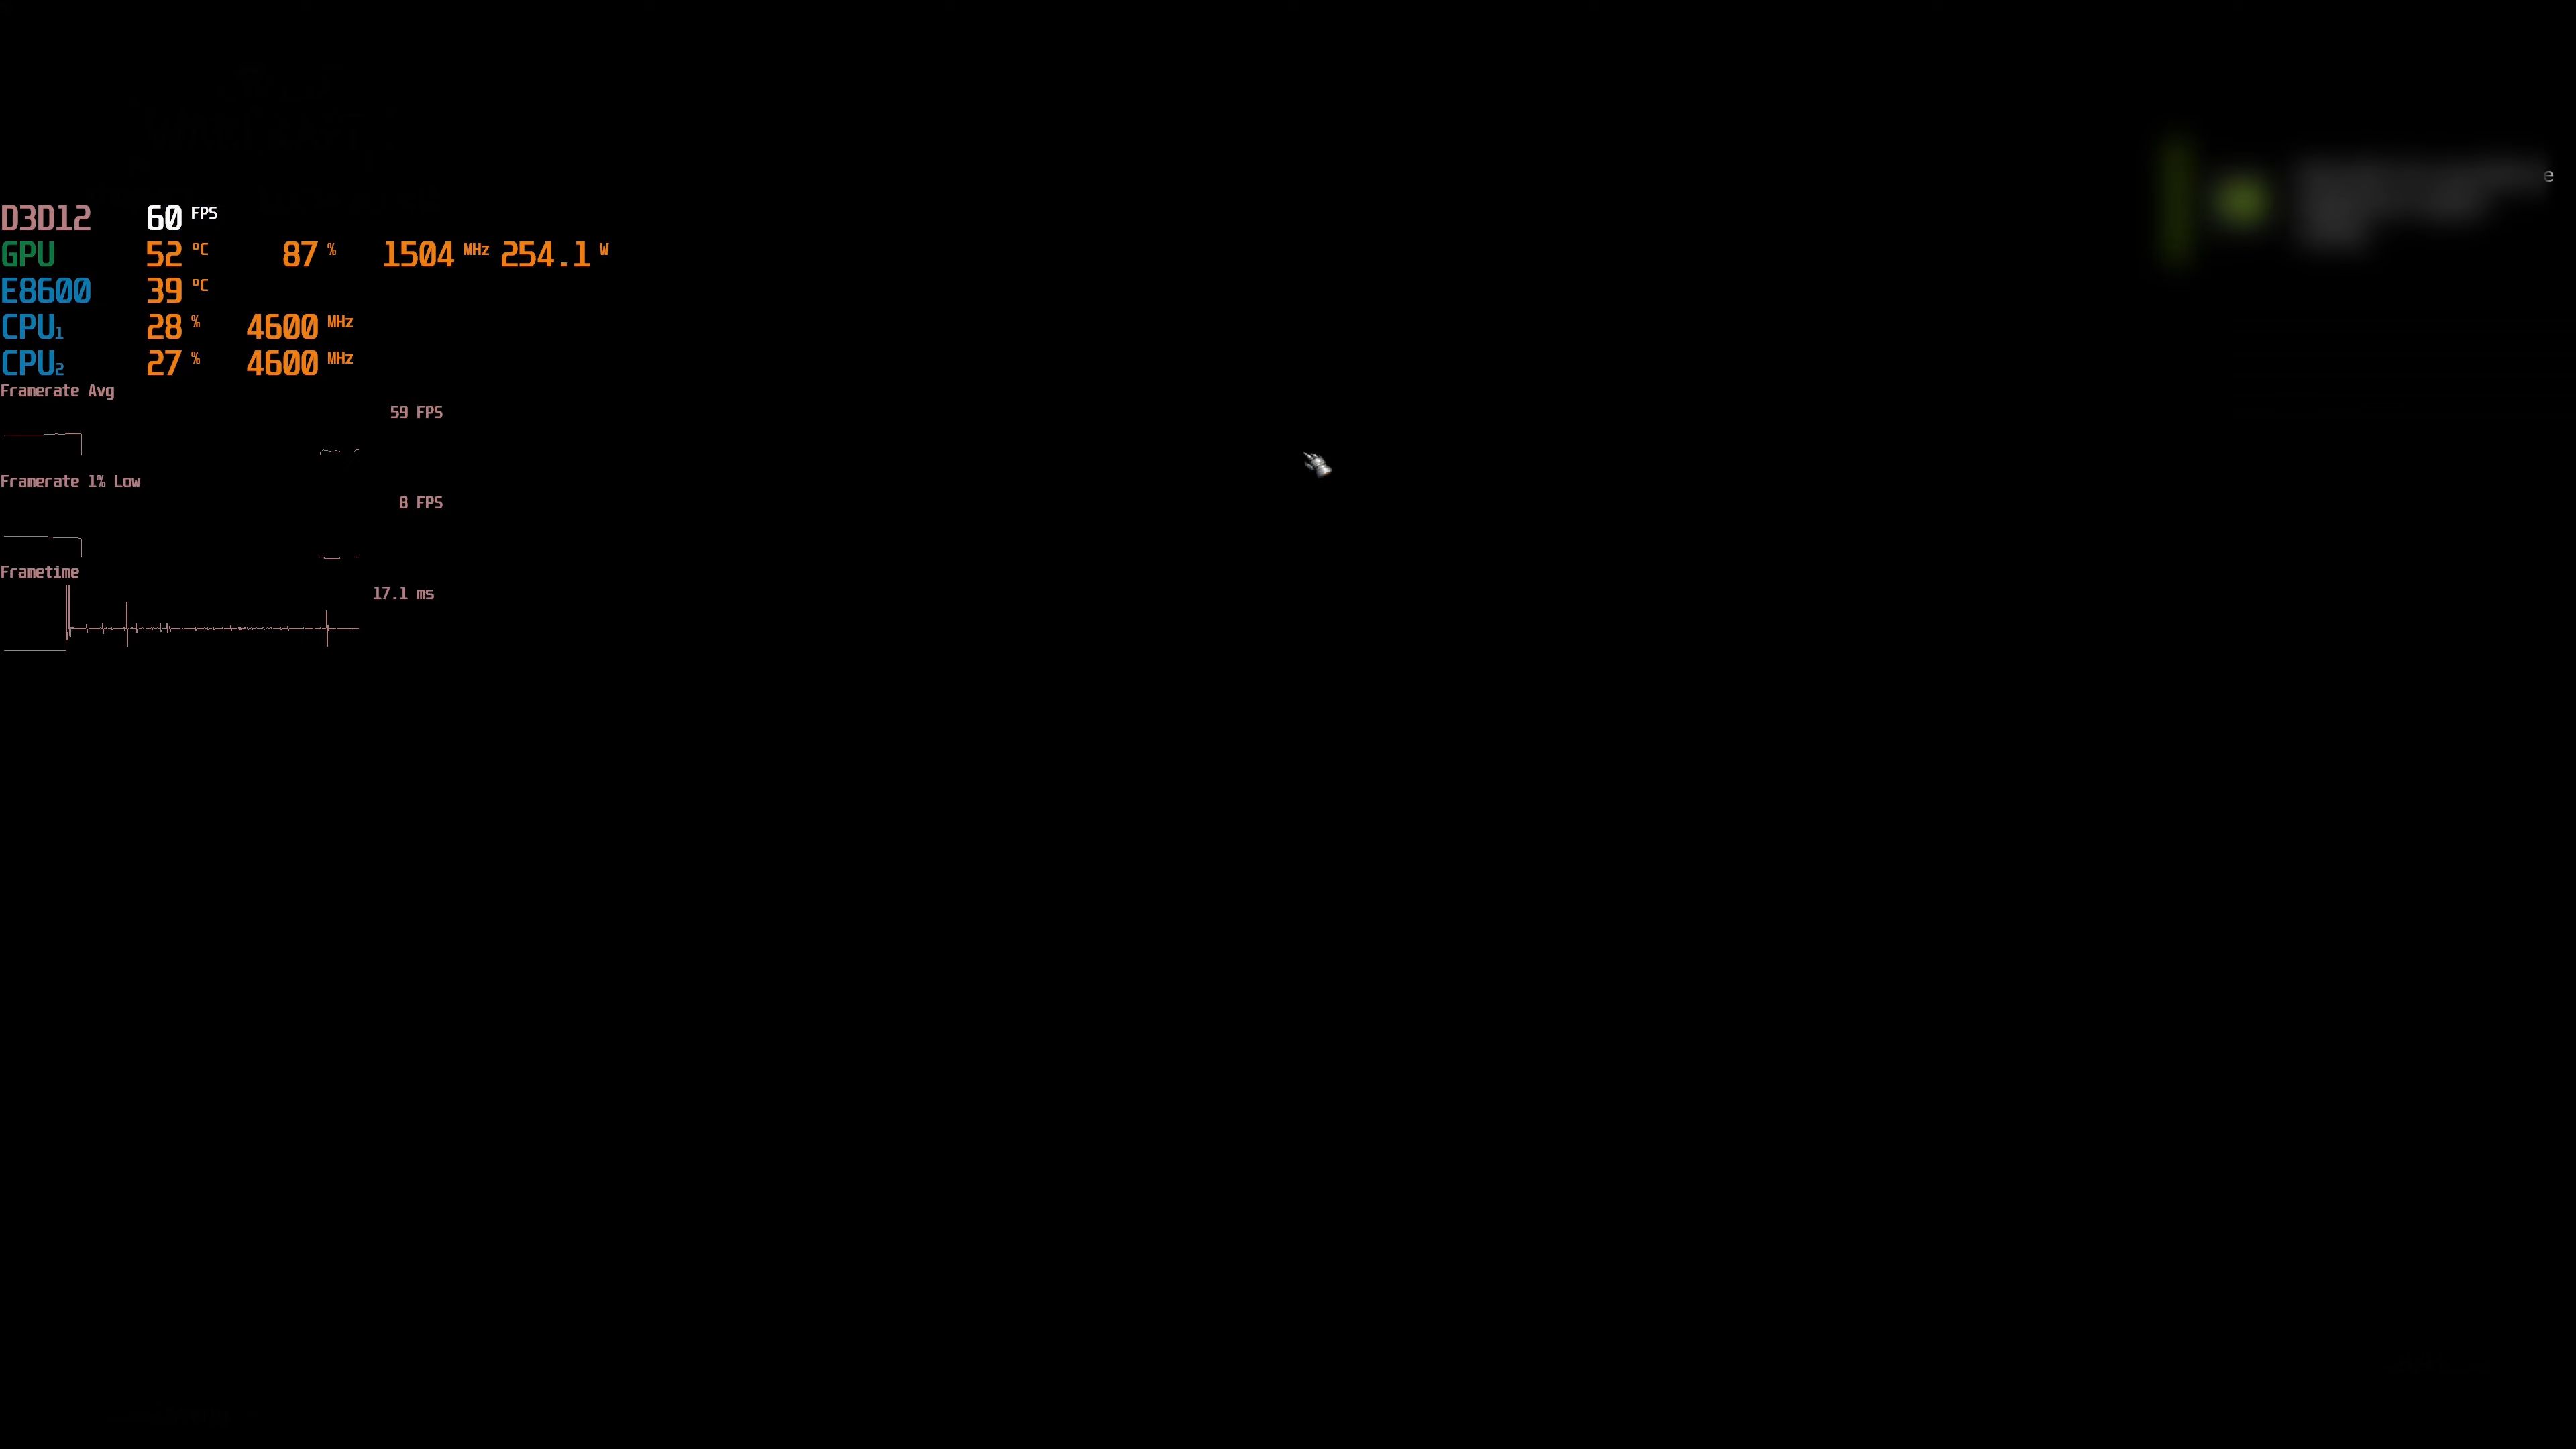 D3D12 60 FPS
GPU 52 °C 87 % 1504 MHz 254.1 W
E8600 39 °C
CPU1 28 % 4600 MHz
CPU2 27 % 4600 MHz
Framerate Avg
59 FPS
Framerate 1% Low
8 FPS
Frametime
17.1 ms